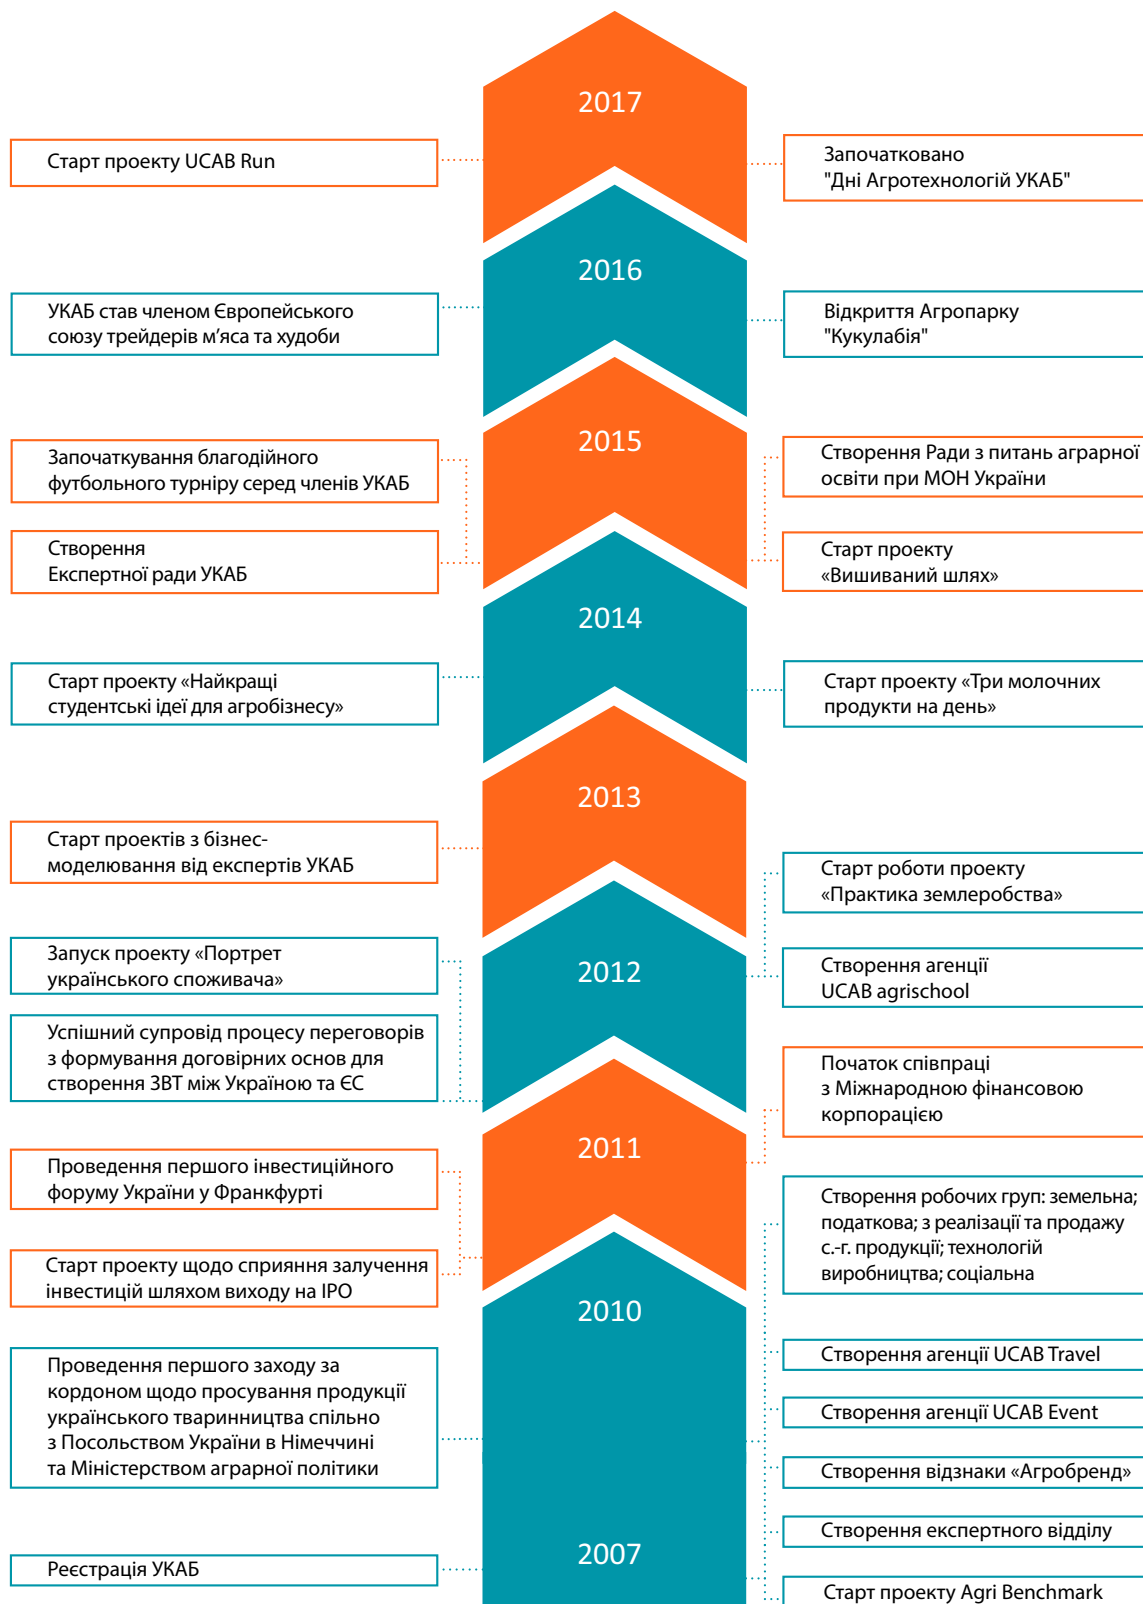 2017
Старт проекту UCAB Run
Започатковано
"Дні Агротехнологій УКАБ"
2016
УКАБ став членом Європейського
союзу трейдерів м’яса та худоби
Відкриття Агропарку
"Кукулабія"
2015
Започаткування благодійного
футбольного турніру серед членів УКАБ
Створення
Експертної ради УКАБ
Створення Ради з питань аграрної
освіти при МОН України
Старт проекту
«Вишиваний шлях»
2014
Старт проекту «Найкращі
студентські ідеї для агробізнесу»
Старт проекту «Три молочних
продукти на день»
2013
Старт проектів з бізнес-
моделювання від експертів УКАБ
2012
Запуск проекту «Портрет
українського споживача»
Успішний супровід процесу переговорів
з формування договірних основ для
створення ЗВТ між Україною та ЄС
Старт роботи проекту
«Практика землеробства»
Створення агенції
UCAB agrischool
2011
Проведення першого інвестиційного
форуму України у Франкфурті
Старт проекту щодо сприяння залучення
інвестицій шляхом виходу на IPO
Початок співпраці
з Міжнародною фінансовою
корпорацією
2010
Проведення першого заходу за
кордоном щодо просування продукції
українського тваринництва спільно
з Посольством України в Німеччині
та Міністерством аграрної політики
Створення робочих груп: земельна;
податкова; з реалізації та продажу
с.-г. продукції; технологій
виробництва; соціальна
Створення агенції UCAB Travel
Створення агенції UCAB Event
Створення відзнаки «Агробренд»
Створення експертного відділу
Старт проекту Agri Benchmark
2007
Реєстрація УКАБ